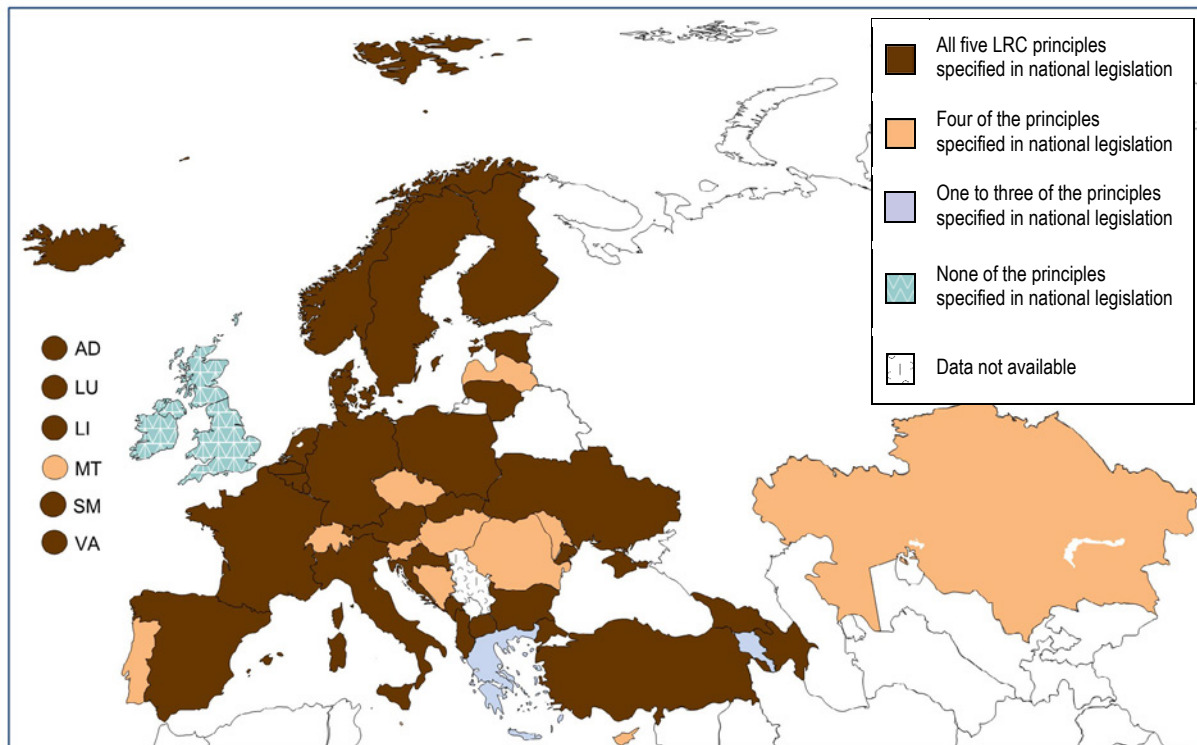 All five LRC principles
specified in national legislation
Four of the principles
specified in national legislation
One to three of the principles
specified in national legislation
None of the principles
specified in national legislation
Data not available
AD
LU
LI
MT
SM
VA